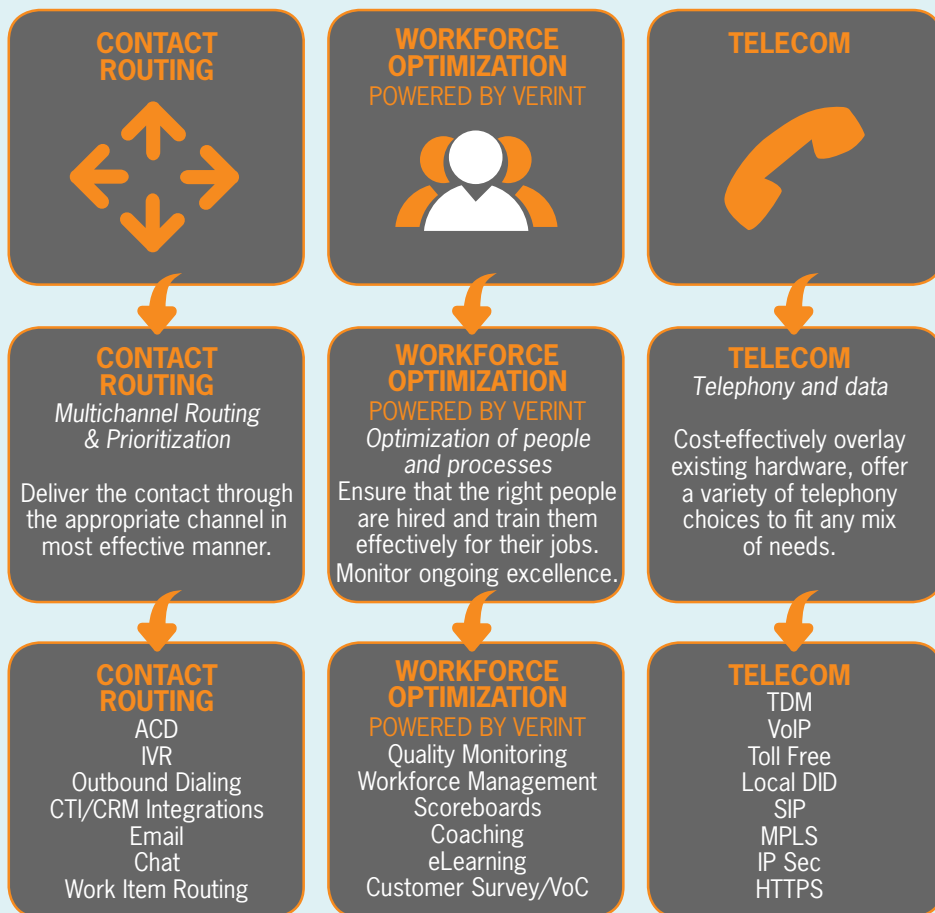 CONTACT
ROUTING
WORKFORCE
OPTIMIZATION
POWERED BY VERINT
TELECOM
CONTACT
ROUTING
Multichannel Routing
& Prioritization
Deliver the contact through
the appropriate channel in
most effective manner.
WORKFORCE
OPTIMIZATION
POWERED BY VERINT
Optimization of people
and processes
Ensure that the right people
are hired and train them
effectively for their jobs.
Monitor ongoing excellence.
TELECOM
Telephony and data
Cost-effectively overlay
existing hardware, offer
a variety of telephony
choices to fit any mix
of needs.
CONTACT
ROUTING
ACD
IVR
Outbound Dialing
CTI/CRM Integrations
Email
Chat
Work Item Routing
WORKFORCE
OPTIMIZATION
POWERED BY VERINT
Quality Monitoring
Workforce Management
Scoreboards
Coaching
eLearning
Customer Survey/VoC
TELECOM
TDM
VoIP
Toll Free
Local DID
SIP
MPLS
IP Sec
HTTPS